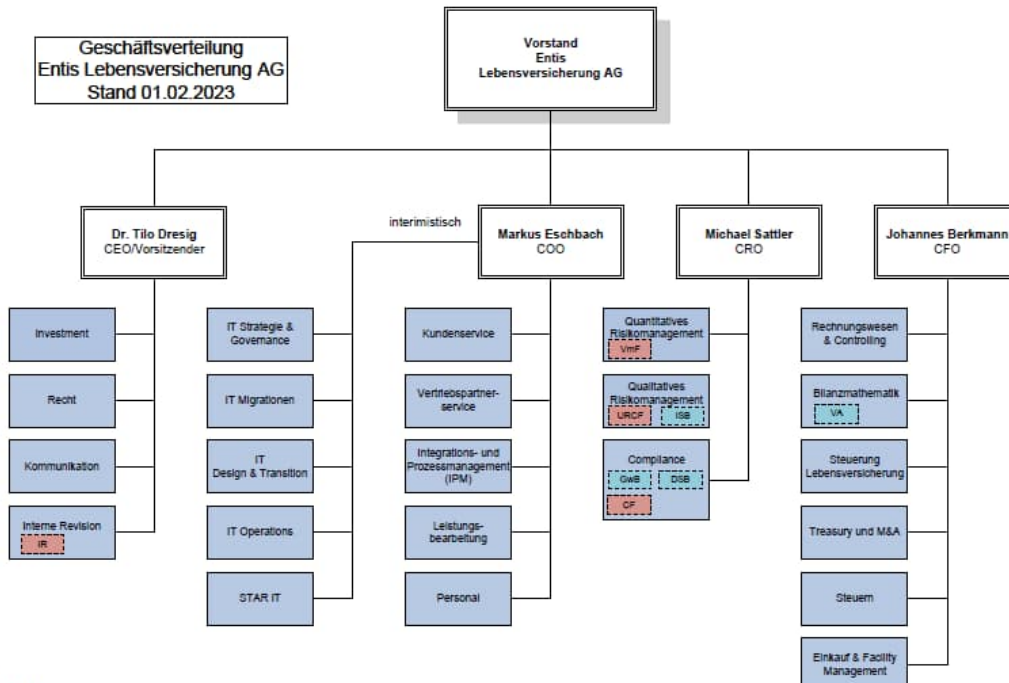 Geschäftsverteilung
Entis Lebensversicherung AG
Stand 01.02.2023
Vorstand
Entis
Lebensversicherung AG
Dr. Tilo Dresig
CEO/Vorsitzender
interimistisch
Markus Eschbach
COO
Michael Sattler
CRO
Johannes Berkmann
CFO
Investment
Recht
Kommunikation
Interne Revision
IR
IT Strategie &
Governance
IT Migrationen
IT
Design & Transition
IT Operations
STAR IT
Kundenservice
Vertriebspartner-
service
Integrations- und
Prozessmanagement
(IPM)
Leistungs-
bearbeitung
Personal
Quantitatives
Risikomanagement
VmF
Qualitatives
Risikomanagement
URCF ISB
Compliance
GwB DSB
CF
Rechnungswesen
& Controlling
Bilanzmathematik
VA
Steuerung
Lebensversicherung
Treasury und M&A
Steuern
Einkauf & Facility
Management